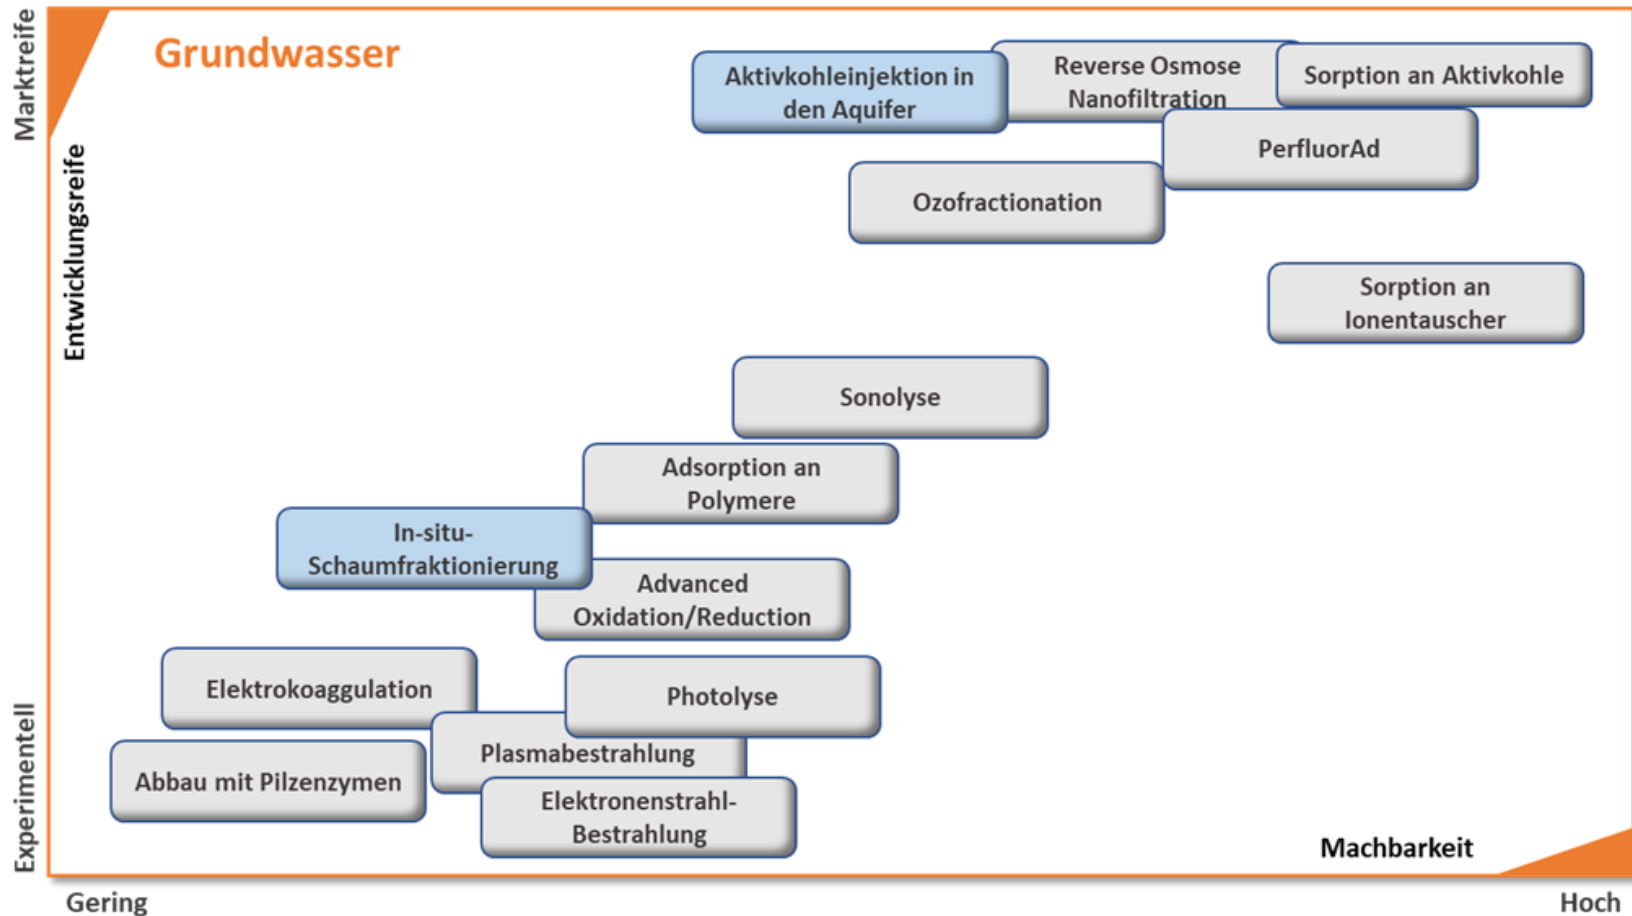 Marktreife
Grundwasser
Aktivkohleinjektion in
den Aquifer
Reverse Osmose
Nanofiltration
Sorption an Aktivkohle
PerfluorAd
Entwicklungsreife
Ozofractionation
Sorption an
Ionentauscher
Sonolyse
Adsorption an
Polymere
In-situ-
Schaumfraktionierung
Advanced
Oxidation/Reduction
Elektrokoaggulation
Photolyse
Plasmabestrahlung
Abbau mit Pilzenzymen
Elektronenstrahl-
Bestrahlung
Experimentell
Machbarkeit
Gering
Hoch